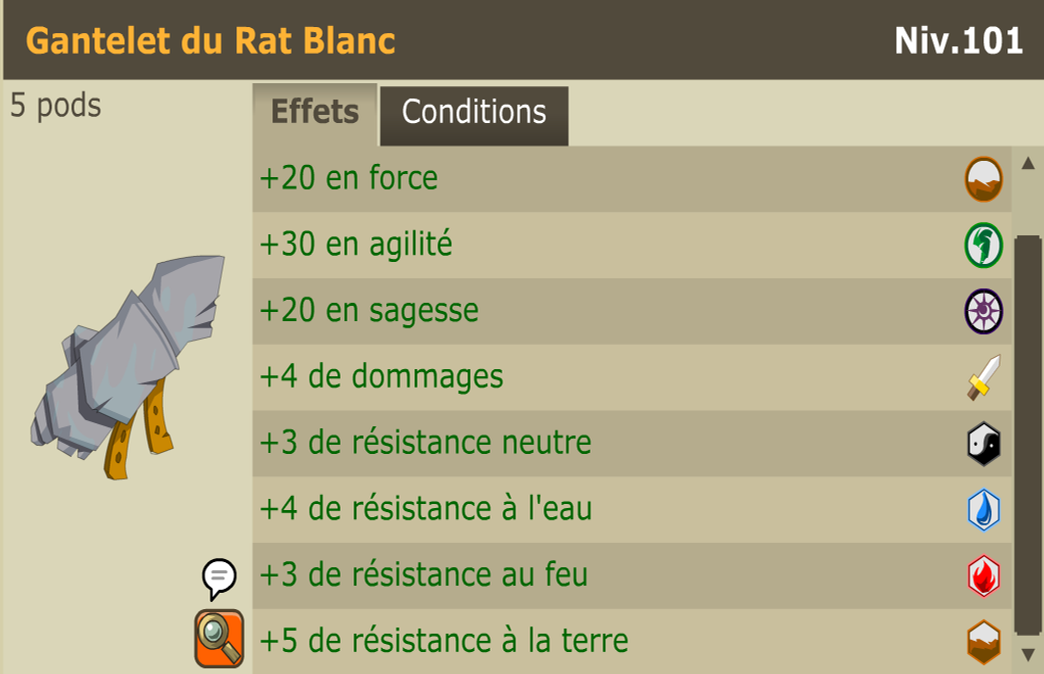 Gantelet du Rat Blanc
Niv.101
5 pods
Effets
Conditions
+20 en force
+30 en agilité
+20 en sagesse
+4 de dommages
+3 de résistance neutre
+4 de résistance à l'eau
+3 de résistance au feu
+5 de résistance à la terre